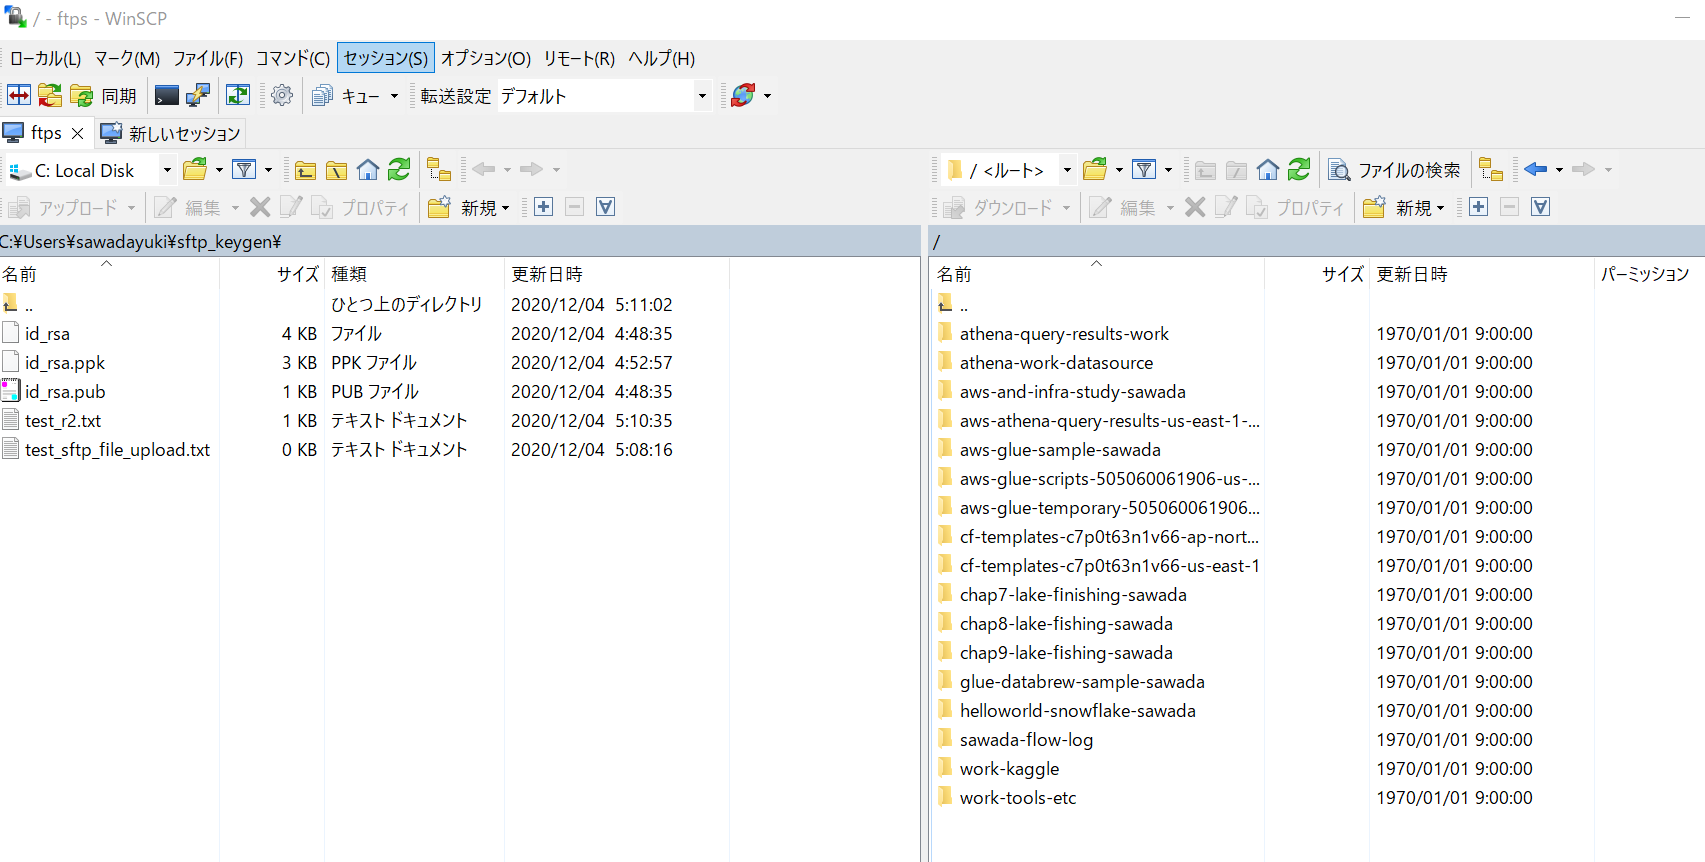 / - ftps - WinSCP
ローカル(L) マーク(M) ファイル(F) コマンド(C) セッション(S) オプション(O) リモート(R) ヘルプ(H)
同期 キュー 転送設定 デフォルト
ftps 新しいセッション
C: Local Disk
/ <ルート> ファイルの検索
アップロード 編集 プロパティ 新規
ダウンロード 編集 プロパティ 新規
C:¥Users¥sawadayuki¥sftp_keygen¥
名前 サイズ 種類 更新日時
.. ひとつ上のディレクトリ 2020/12/04 5:11:02
id_rsa 4 KB ファイル 2020/12/04 4:48:35
id_rsa.ppk 3 KB PPK ファイル 2020/12/04 4:52:57
id_rsa.pub 1 KB PUB ファイル 2020/12/04 4:48:35
test_r2.txt 1 KB テキスト ドキュメント 2020/12/04 5:10:35
test_sftp_file_upload.txt 0 KB テキスト ドキュメント 2020/12/04 5:08:16
/
名前 サイズ 更新日時 パーミッション
..
athena-query-results-work 1970/01/01 9:00:00
athena-work-datasource 1970/01/01 9:00:00
aws-and-infra-study-sawada 1970/01/01 9:00:00
aws-athena-query-results-us-east-1-... 1970/01/01 9:00:00
aws-glue-sample-sawada 1970/01/01 9:00:00
aws-glue-scripts-505060061906-us-... 1970/01/01 9:00:00
aws-glue-temporary-505060061906... 1970/01/01 9:00:00
cf-templates-c7p0t63n1v66-ap-nort... 1970/01/01 9:00:00
cf-templates-c7p0t63n1v66-us-east-1 1970/01/01 9:00:00
chap7-lake-finishing-sawada 1970/01/01 9:00:00
chap8-lake-fishing-sawada 1970/01/01 9:00:00
chap9-lake-fishing-sawada 1970/01/01 9:00:00
glue-databrew-sample-sawada 1970/01/01 9:00:00
helloworld-snowflake-sawada 1970/01/01 9:00:00
sawada-flow-log 1970/01/01 9:00:00
work-kaggle 1970/01/01 9:00:00
work-tools-etc 1970/01/01 9:00:00